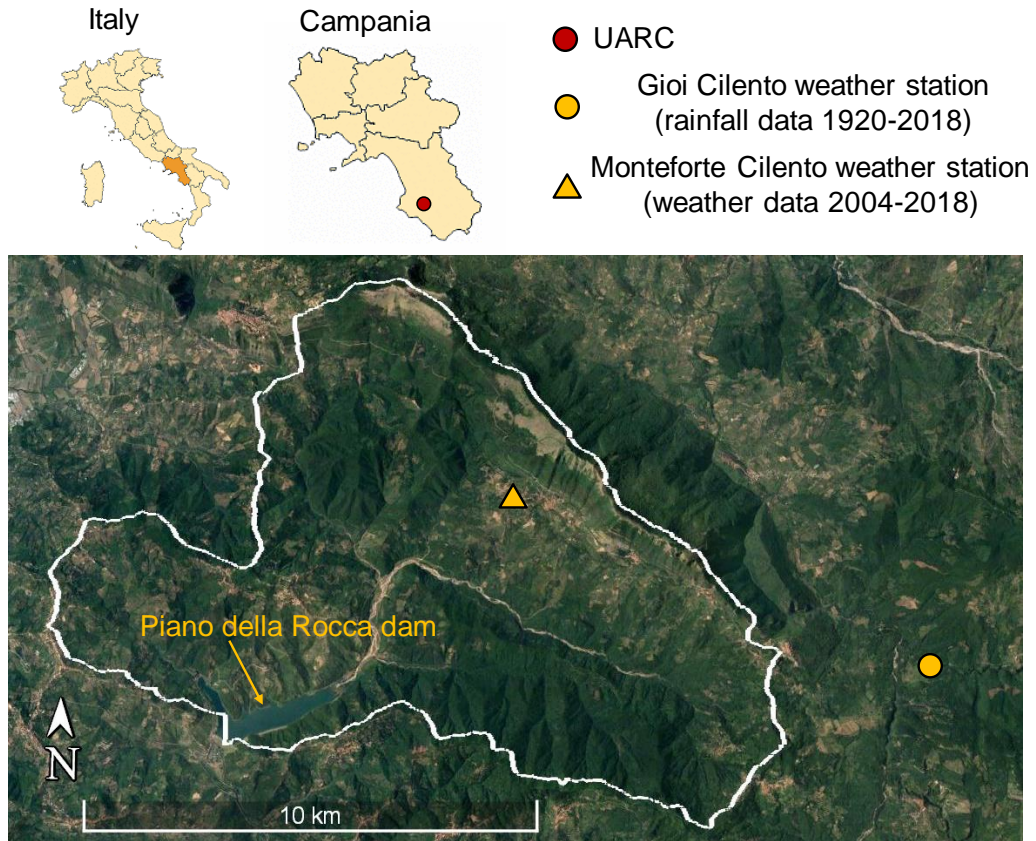 Italy
Campania
UARC
Gioi Cilento weather station
(rainfall data 1920-2018)
Monteforte Cilento weather station
(weather data 2004-2018)
Piano della Rocca dam
N
10 km